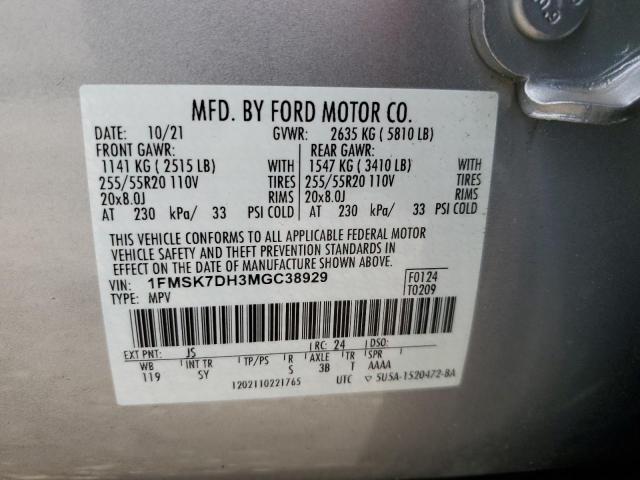 MFD. BY FORD MOTOR CO.
DATE: 10/21 GVWR: 2635 KG ( 5810 LB)
FRONT GAWR: REAR GAWR:
1141 KG ( 2515 LB) WITH 1547 KG ( 3410 LB) WITH
255/55R20 110V TIRES 255/55R20 110V TIRES
20x8.0J RIMS 20x8.0J RIMS
AT 230 kPa/ 33 PSI COLD AT 230 kPa/ 33 PSI COLD
THIS VEHICLE CONFORMS TO ALL APPLICABLE FEDERAL MOTOR
VEHICLE SAFETY AND THEFT PREVENTION STANDARDS IN
EFFECT ON THE DATE OF MANUFACTURE SHOWN ABOVE.
VIN: 1FMSK7DH3MGC38929 F0124
TYPE: MPV T0209
EXT PNT: JS RC: 24 DSO:
WB INT TR TP/PS R AXLE TR SPR
119 SY S 3B T AAAA
1202110221765 UTC 5U5A-1520472-BA